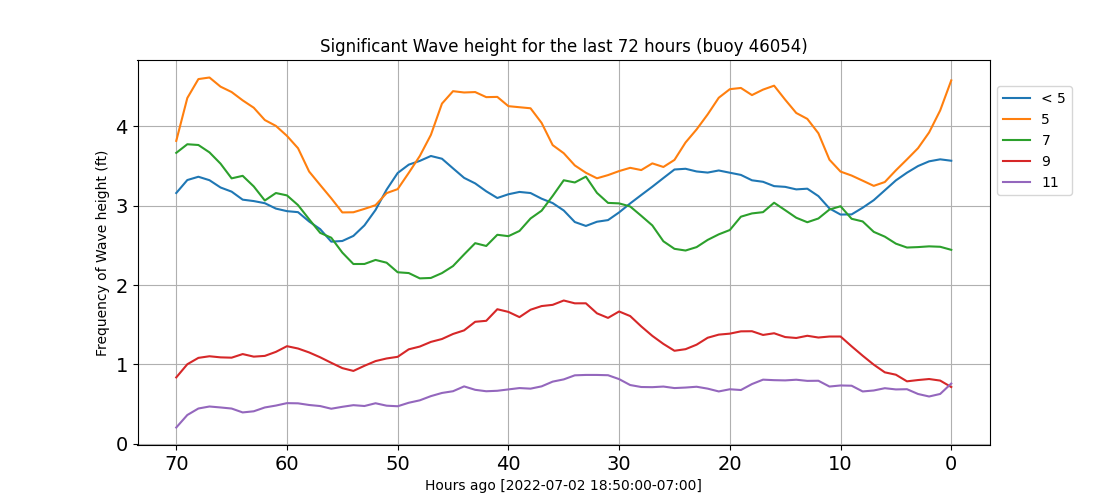 Significant Wave height for the last 72 hours (buoy 46054)
Frequency of Wave height (ft)
4
3
2
1
0
70 60 50 40 30 20 10 0
Hours ago [2022-07-02 18:50:00-07:00]
< 5
5
7
9
11